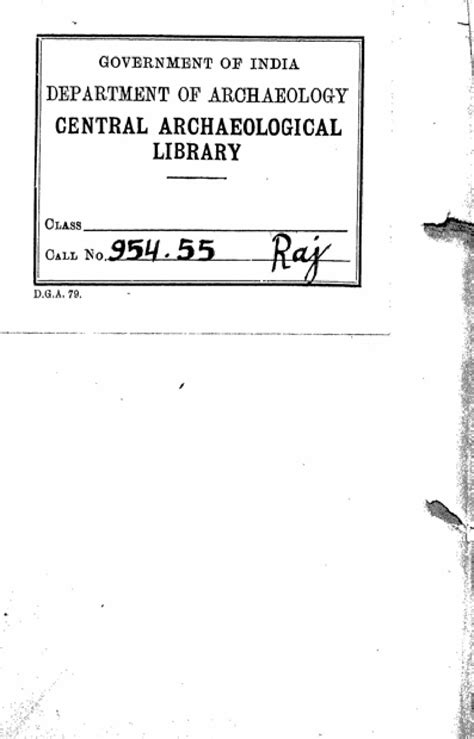 GOVERNMENT OF INDIA
DEPARTMENT OF ARCHAEOLOGY
CENTRAL ARCHAEOLOGICAL
LIBRARY
CLASS
CALL No. 954.55 Raj
D.G.A. 79.